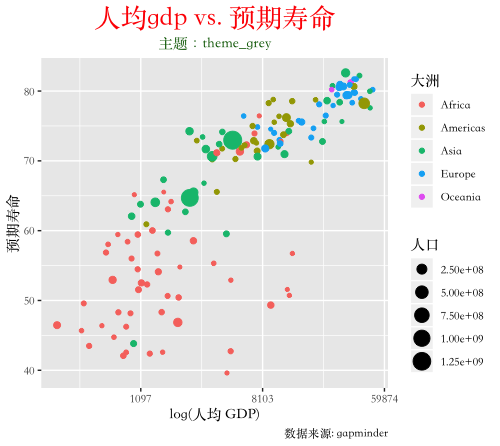 人均gdp vs. 预期寿命
主题：theme_grey
预期寿命
80
70
60
50
40
1097
8103
59874
log(人均 GDP)
数据来源: gapminder
大洲
Africa
Americas
Asia
Europe
Oceania
人口
2.50e+08
5.00e+08
7.50e+08
1.00e+09
1.25e+09